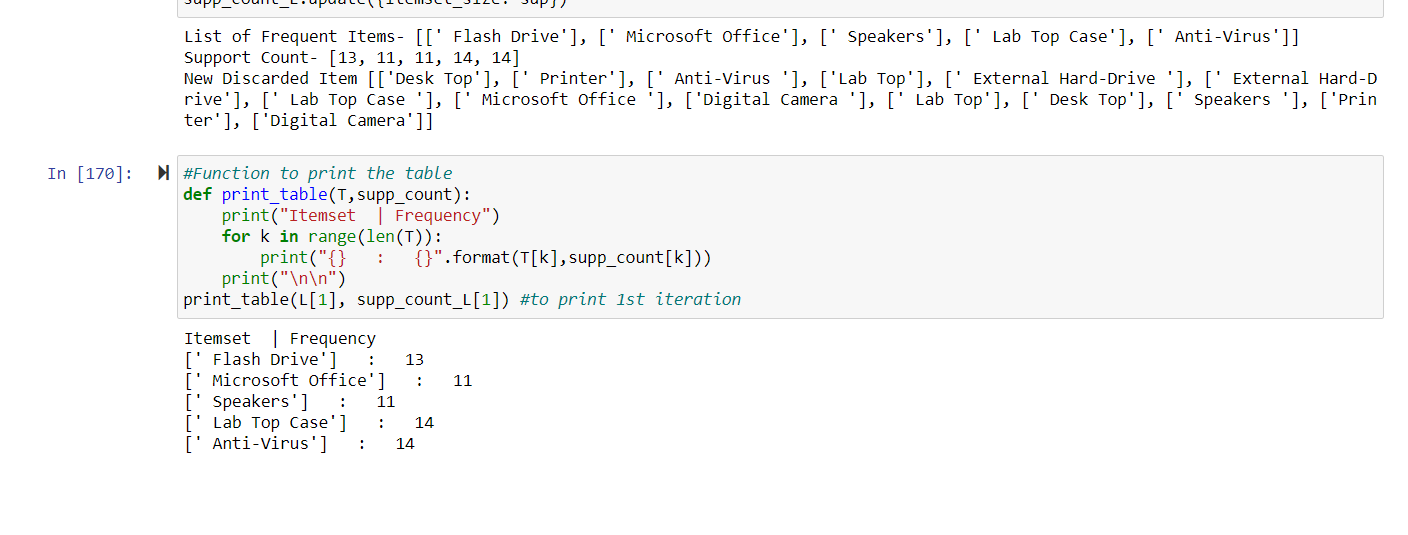 supp_count_L.update({itemset_size: sup})
List of Frequent Items- [[' Flash Drive'], [' Microsoft Office'], [' Speakers'], [' Lab Top Case'], [' Anti-Virus']]
Support Count- [13, 11, 11, 14, 14]
New Discarded Item [['Desk Top'], [' Printer'], [' Anti-Virus '], ['Lab Top'], [' External Hard-Drive '], [' External Hard-D
rive'], [' Lab Top Case '], [' Microsoft Office '], ['Digital Camera '], [' Lab Top'], [' Desk Top'], [' Speakers '], ['Prin
ter'], ['Digital Camera']]
In [170]:
#Function to print the table
def print_table(T,supp_count):
    print("Itemset  | Frequency")
    for k in range(len(T)):
        print("{}   :   {}".format(T[k],supp_count[k]))
    print("\n\n")
print_table(L[1], supp_count_L[1]) #to print 1st iteration
Itemset  | Frequency
[' Flash Drive']   :   13
[' Microsoft Office']   :   11
[' Speakers']   :   11
[' Lab Top Case']   :   14
[' Anti-Virus']   :   14